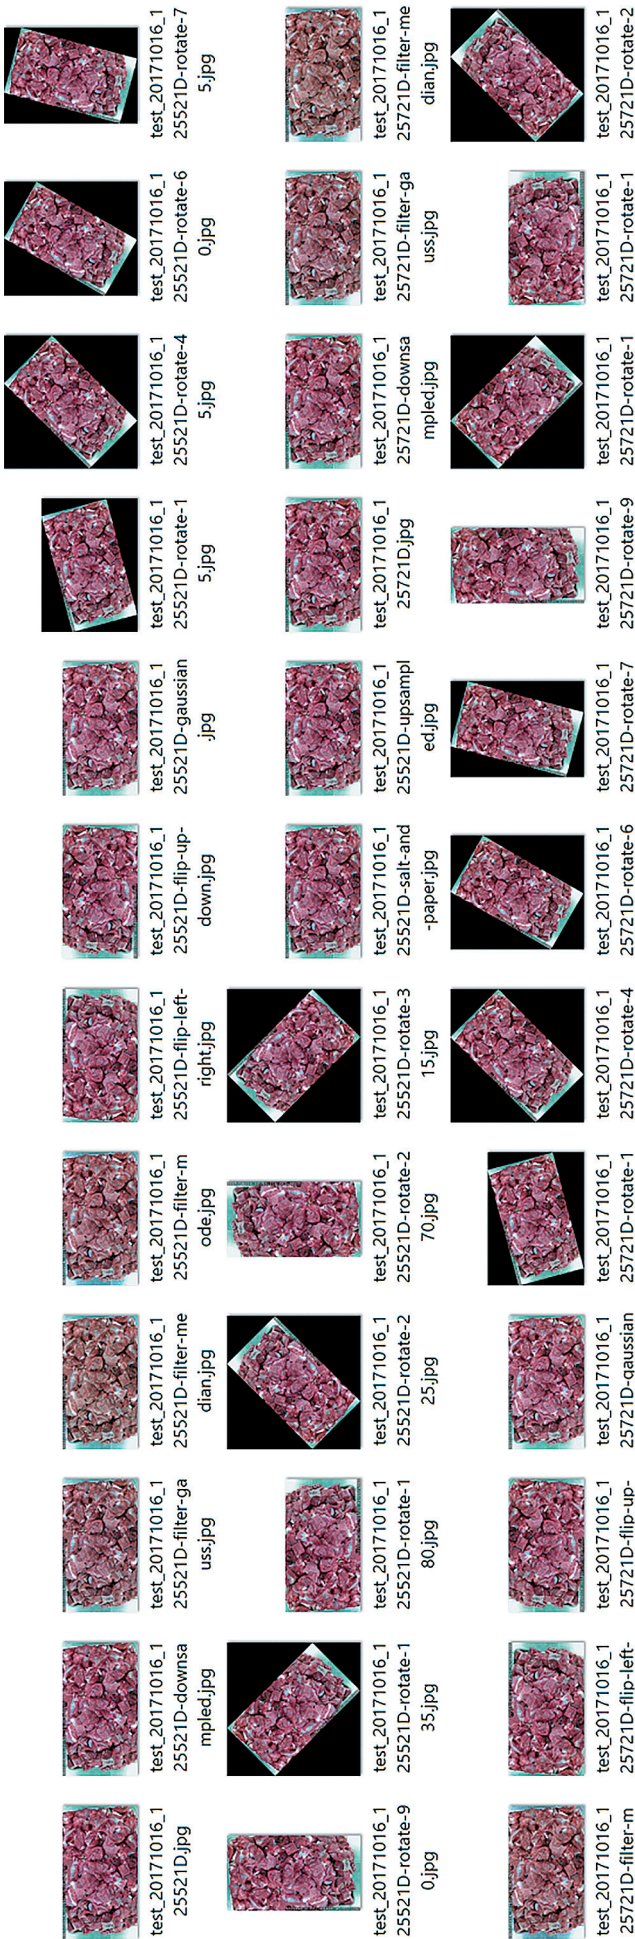 test_20171016_1
25521D.jpg
test_20171016_1
25521D-downsa
mpled.jpg
test_20171016_1
25521D-filter-ga
uss.jpg
test_20171016_1
25521D-filter-me
dian.jpg
test_20171016_1
25521D-filter-m
ode.jpg
test_20171016_1
25521D-flip-left-
right.jpg
test_20171016_1
25521D-flip-up-
down.jpg
test_20171016_1
25521D-gaussian
.jpg
test_20171016_1
25521D-rotate-1
5.jpg
test_20171016_1
25521D-rotate-4
5.jpg
test_20171016_1
25521D-rotate-6
0.jpg
test_20171016_1
25521D-rotate-7
5.jpg
test_20171016_1
25521D-rotate-9
0.jpg
test_20171016_1
25521D-rotate-1
35.jpg
test_20171016_1
25521D-rotate-1
80.jpg
test_20171016_1
25521D-rotate-2
25.jpg
test_20171016_1
25521D-rotate-2
70.jpg
test_20171016_1
25521D-rotate-3
15.jpg
test_20171016_1
25521D-salt-and
-paper.jpg
test_20171016_1
25521D-upsampl
ed.jpg
test_20171016_1
25721D.jpg
test_20171016_1
25721D-downsa
mpled.jpg
test_20171016_1
25721D-filter-ga
uss.jpg
test_20171016_1
25721D-filter-me
dian.jpg
test_20171016_1
25721D-filter-m
test_20171016_1
25721D-flip-left-
test_20171016_1
25721D-flip-up-
test_20171016_1
25721D-gaussian
test_20171016_1
25721D-rotate-1
test_20171016_1
25721D-rotate-4
test_20171016_1
25721D-rotate-6
test_20171016_1
25721D-rotate-7
test_20171016_1
25721D-rotate-9
test_20171016_1
25721D-rotate-1
test_20171016_1
25721D-rotate-1
test_20171016_1
25721D-rotate-2